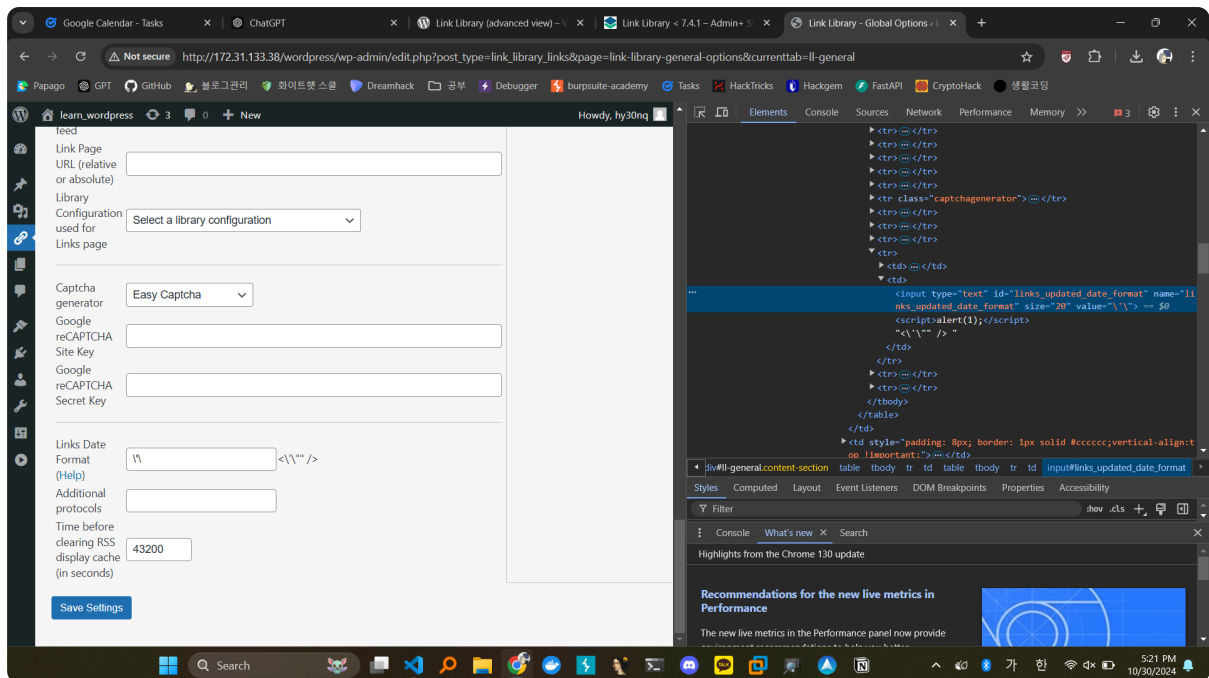 Google Calendar - Tasks
ChatGPT
Link Library (advanced view) –
Link Library < 7.4.1 – Admin+
Link Library - Global Options ‹
Not secure http://172.31.133.38/wordpress/wp-admin/edit.php?post_type=link_library_links&page=link-library-general-options&currenttab=ll-general
Papago GPT GitHub 블로그관리 화이트햇 스쿨 Dreamhack 공부 Debugger burpsuite-academy Tasks HackTricks Hackgem FastAPI CryptoHack 생활코딩
learn_wordpress 3 0 + New Howdy, hy30nq
feed
Link Page
URL (relative
or absolute)
Library
Configuration
used for
Links page
Select a library configuration
Captcha
generator
Easy Captcha
Google
reCAPTCHA
Site Key
Google
reCAPTCHA
Secret Key
Links Date
Format
(Help)
\'\
<\'\"" />
Additional
protocols
Time before
clearing RSS
display cache
(in seconds)
43200
Save Settings
Elements Console Sources Network Performance Memory 3
<tr>…</tr>
<tr>…</tr>
<tr>…</tr>
<tr>…</tr>
<tr>…</tr>
<tr class="captchagenerator">…</tr>
<tr>…</tr>
<tr>…</tr>
<tr>…</tr>
<tr>
<td>…</td>
<td>
<input type="text" id="links_updated_date_format" name="li
nks_updated_date_format" size="20" value="\'\"> == $0
<script>alert(1);</script>
"<\'\"" /> "
</td>
</tr>
<tr>…</tr>
<tr>…</tr>
</tbody>
</table>
</td>
<td style="padding: 8px; border: 1px solid #cccccc;vertical-align:t
op !important;">…</td>
div#ll-general.content-section table tbody tr td table tbody tr td input#links_updated_date_format
Styles Computed Layout Event Listeners DOM Breakpoints Properties Accessibility
Filter :hov .cls +
Console What's new Search
Highlights from the Chrome 130 update
Recommendations for the new live metrics in
Performance
The new live metrics in the Performance panel now provide
Search
가 한
5:21 PM
10/30/2024